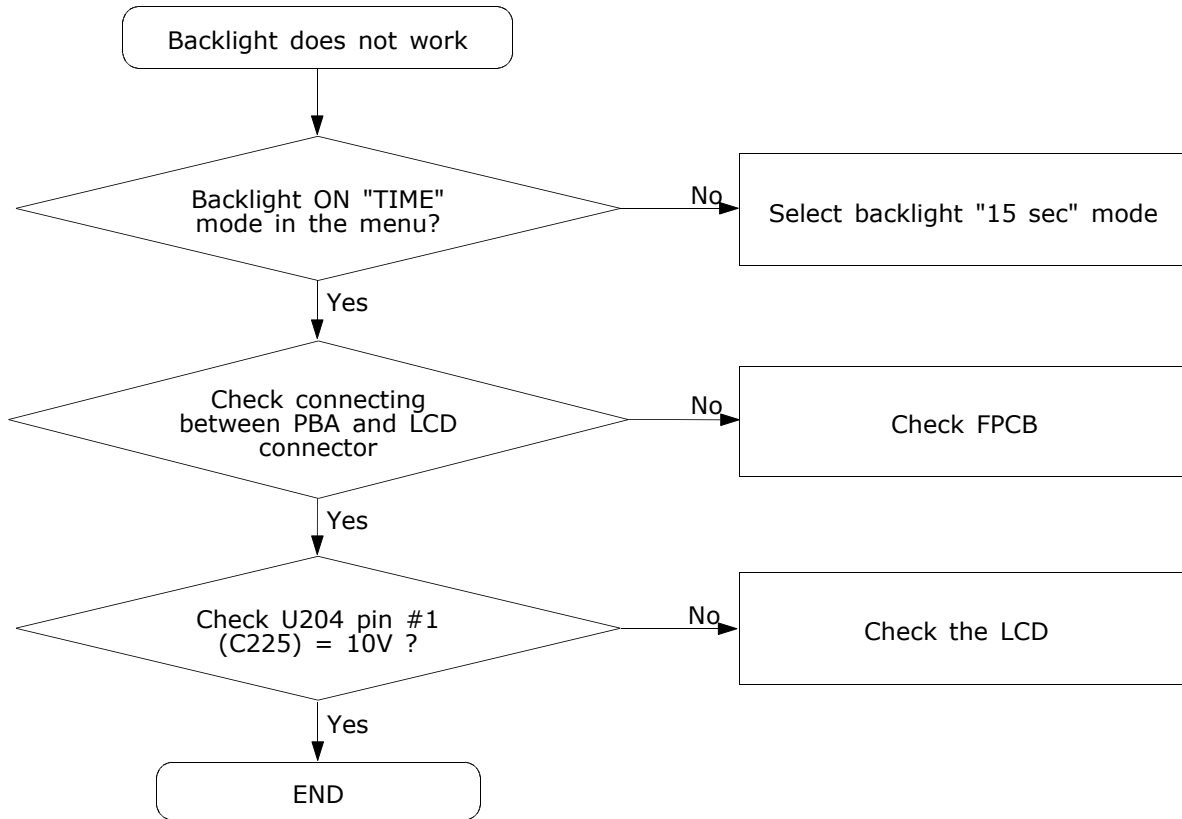 Backlight does not work
Backlight ON "TIME"
mode in the menu?
No
Select backlight "15 sec" mode
Yes
Check connecting
between PBA and LCD
connector
No
Check FPCB
Yes
Check U204 pin #1
(C225) = 10V ?
No
Check the LCD
Yes
END